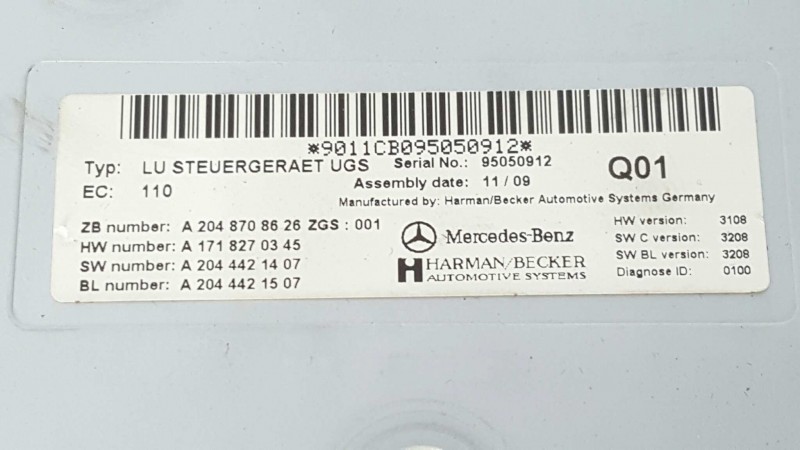 *9011CB095050912*
Typ: LU STEUERGERAET UGS Serial No.: 95050912
EC: 110 Assembly date: 11/09 Q01
Manufactured by: Harman/Becker Automotive Systems Germany
ZB number: A 204 870 86 26 ZGS : 001
HW number: A 171 827 03 45
SW number: A 204 442 14 07
BL number: A 204 442 15 07
Mercedes-Benz
HARMAN/BECKER
AUTOMOTIVE SYSTEMS
HW version: 3108
SW C version: 3208
SW BL version: 3208
Diagnose ID: 0100